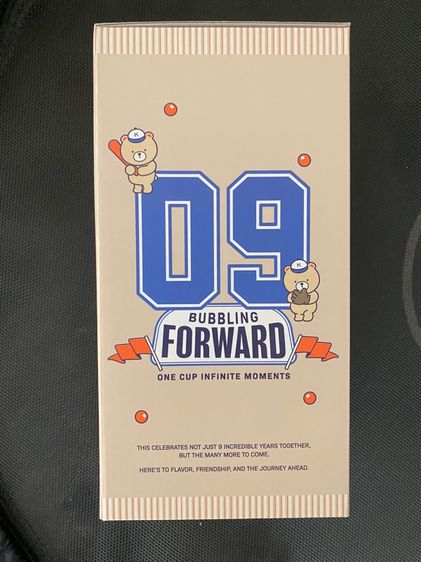 K
09
K
BUBBLING
FORWARD
ONE CUP INFINITE MOMENTS
THIS CELEBRATES NOT JUST 9 INCREDIBLE YEARS TOGETHER,
BUT THE MANY MORE TO COME.
HERE'S TO FLAVOR, FRIENDSHIP, AND THE JOURNEY AHEAD.